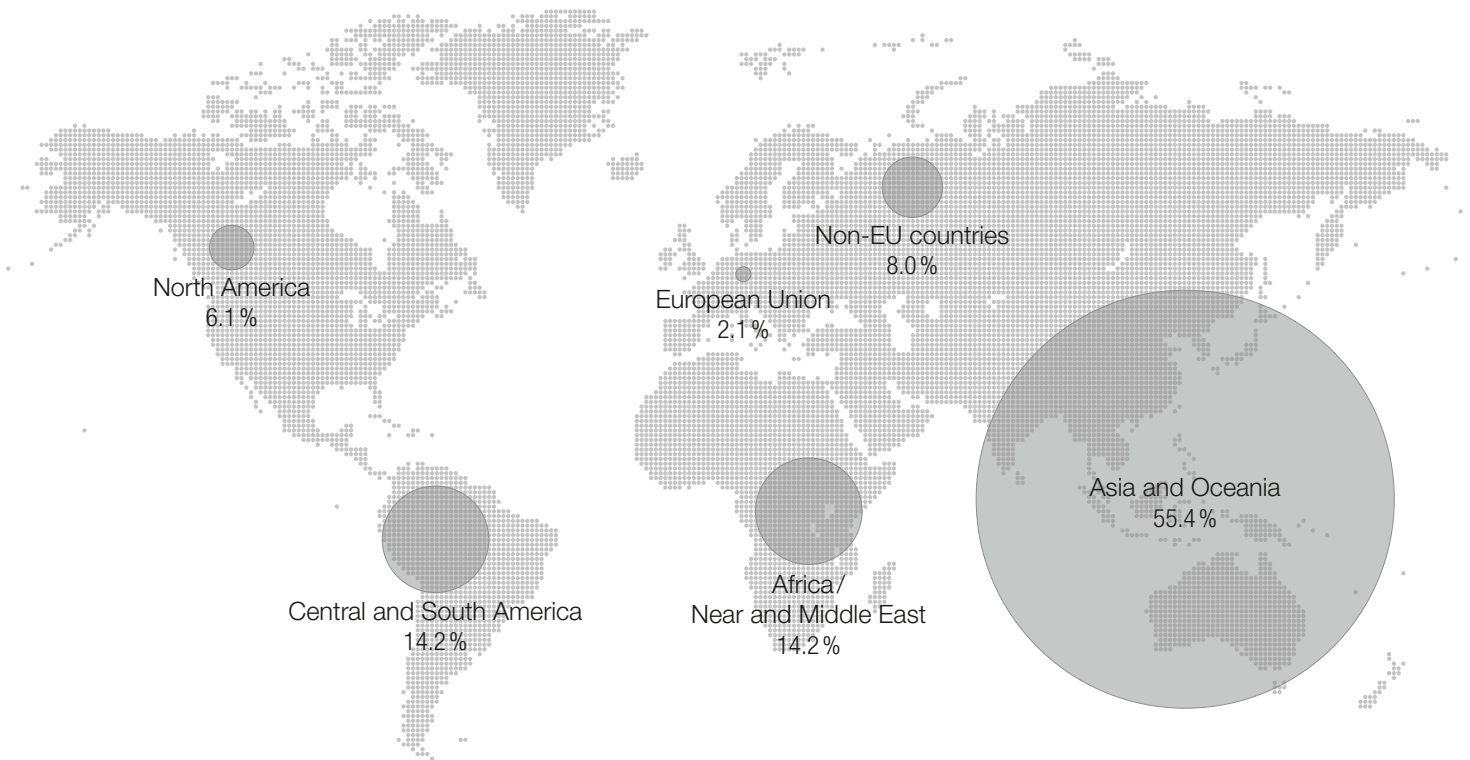 Non-EU countries
8.0 %
North America
6.1 %
European Union
2.1 %
Asia and Oceania
55.4 %
Central and South America
14.2 %
Africa/
Near and Middle East
14.2 %